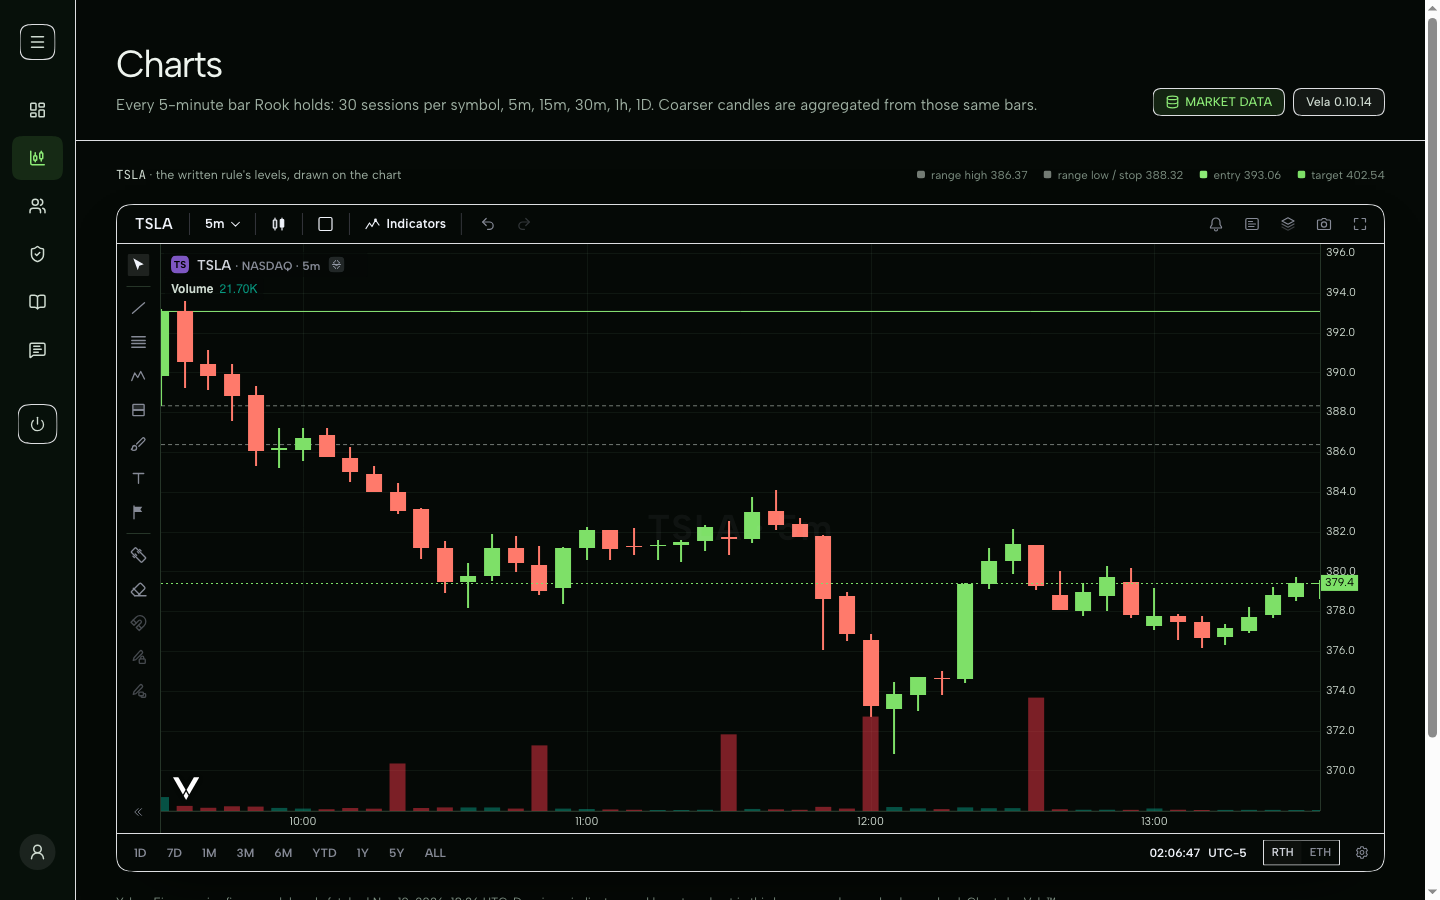 Charts
Every 5-minute bar Rook holds: 30 sessions per symbol, 5m, 15m, 30m, 1h, 1D. Coarser candles are aggregated from those same bars.
MARKET DATA
Vela 0.10.14
TSLA · the written rule's levels, drawn on the chart
range high 386.37
range low / stop 388.32
entry 393.06
target 402.54
TSLA
5m
Indicators
TS
TSLA · NASDAQ · 5m
Volume 21.70K
396.0
394.0
392.0
390.0
388.0
386.0
384.0
382.0
380.0
379.4
378.0
376.0
374.0
372.0
370.0
10:00
11:00
12:00
13:00
1D
7D
1M
3M
6M
YTD
1Y
5Y
ALL
02:06:47 UTC-5
RTH
ETH